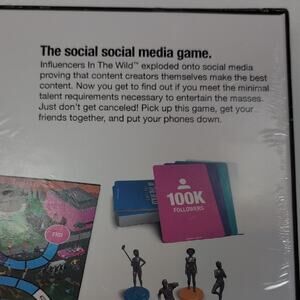 The social social media game.
Influencers In The Wild™ exploded onto social media
proving that content creators themselves make the best
content. Now you get to find out if you meet the minimal
talent requirements necessary to entertain the masses.
Just don't get canceled! Pick up this game, get your
friends together, and put your phones down.
100K
FOLLOWERS